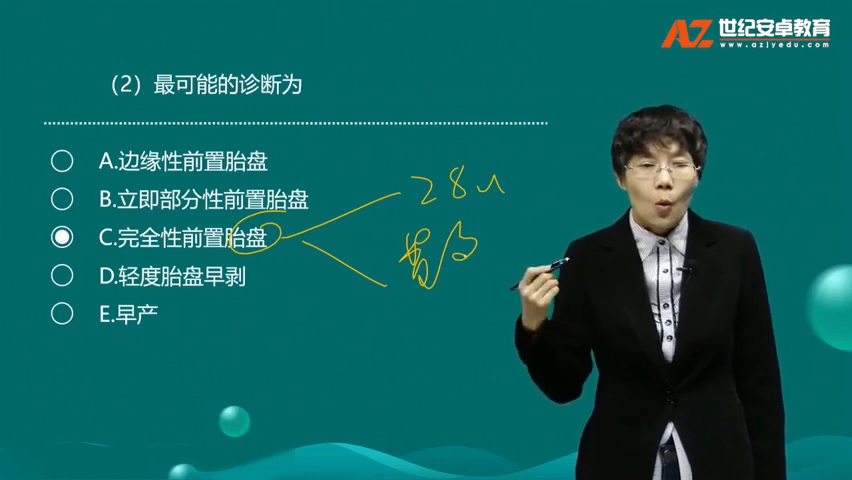 AZ 世纪安卓教育
www.azjyedu.com
（2）最可能的诊断为
A.边缘性前置胎盘
B.立即部分性前置胎盘
C.完全性前置胎盘
D.轻度胎盘早剥
E.早产
28u